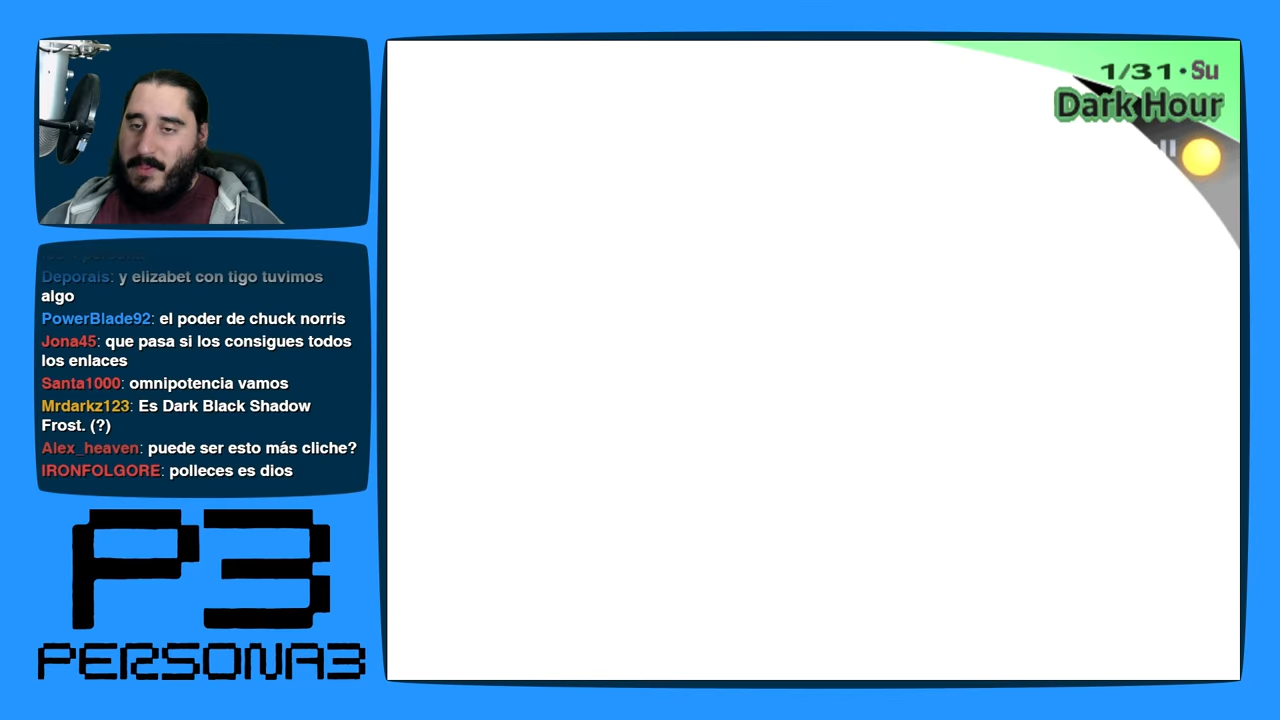 1/31•Su
Dark Hour
Deporais: y elizabet con tigo tuvimos
algo
PowerBlade92: el poder de chuck norris
Jona45: que pasa si los consigues todos
los enlaces
Santa1000: omnipotencia vamos
Mrdarkz123: Es Dark Black Shadow
Frost. (?)
Alex_heaven: puede ser esto más cliche?
IRONFOLGORE: polleces es dios
P3
PERSONA3